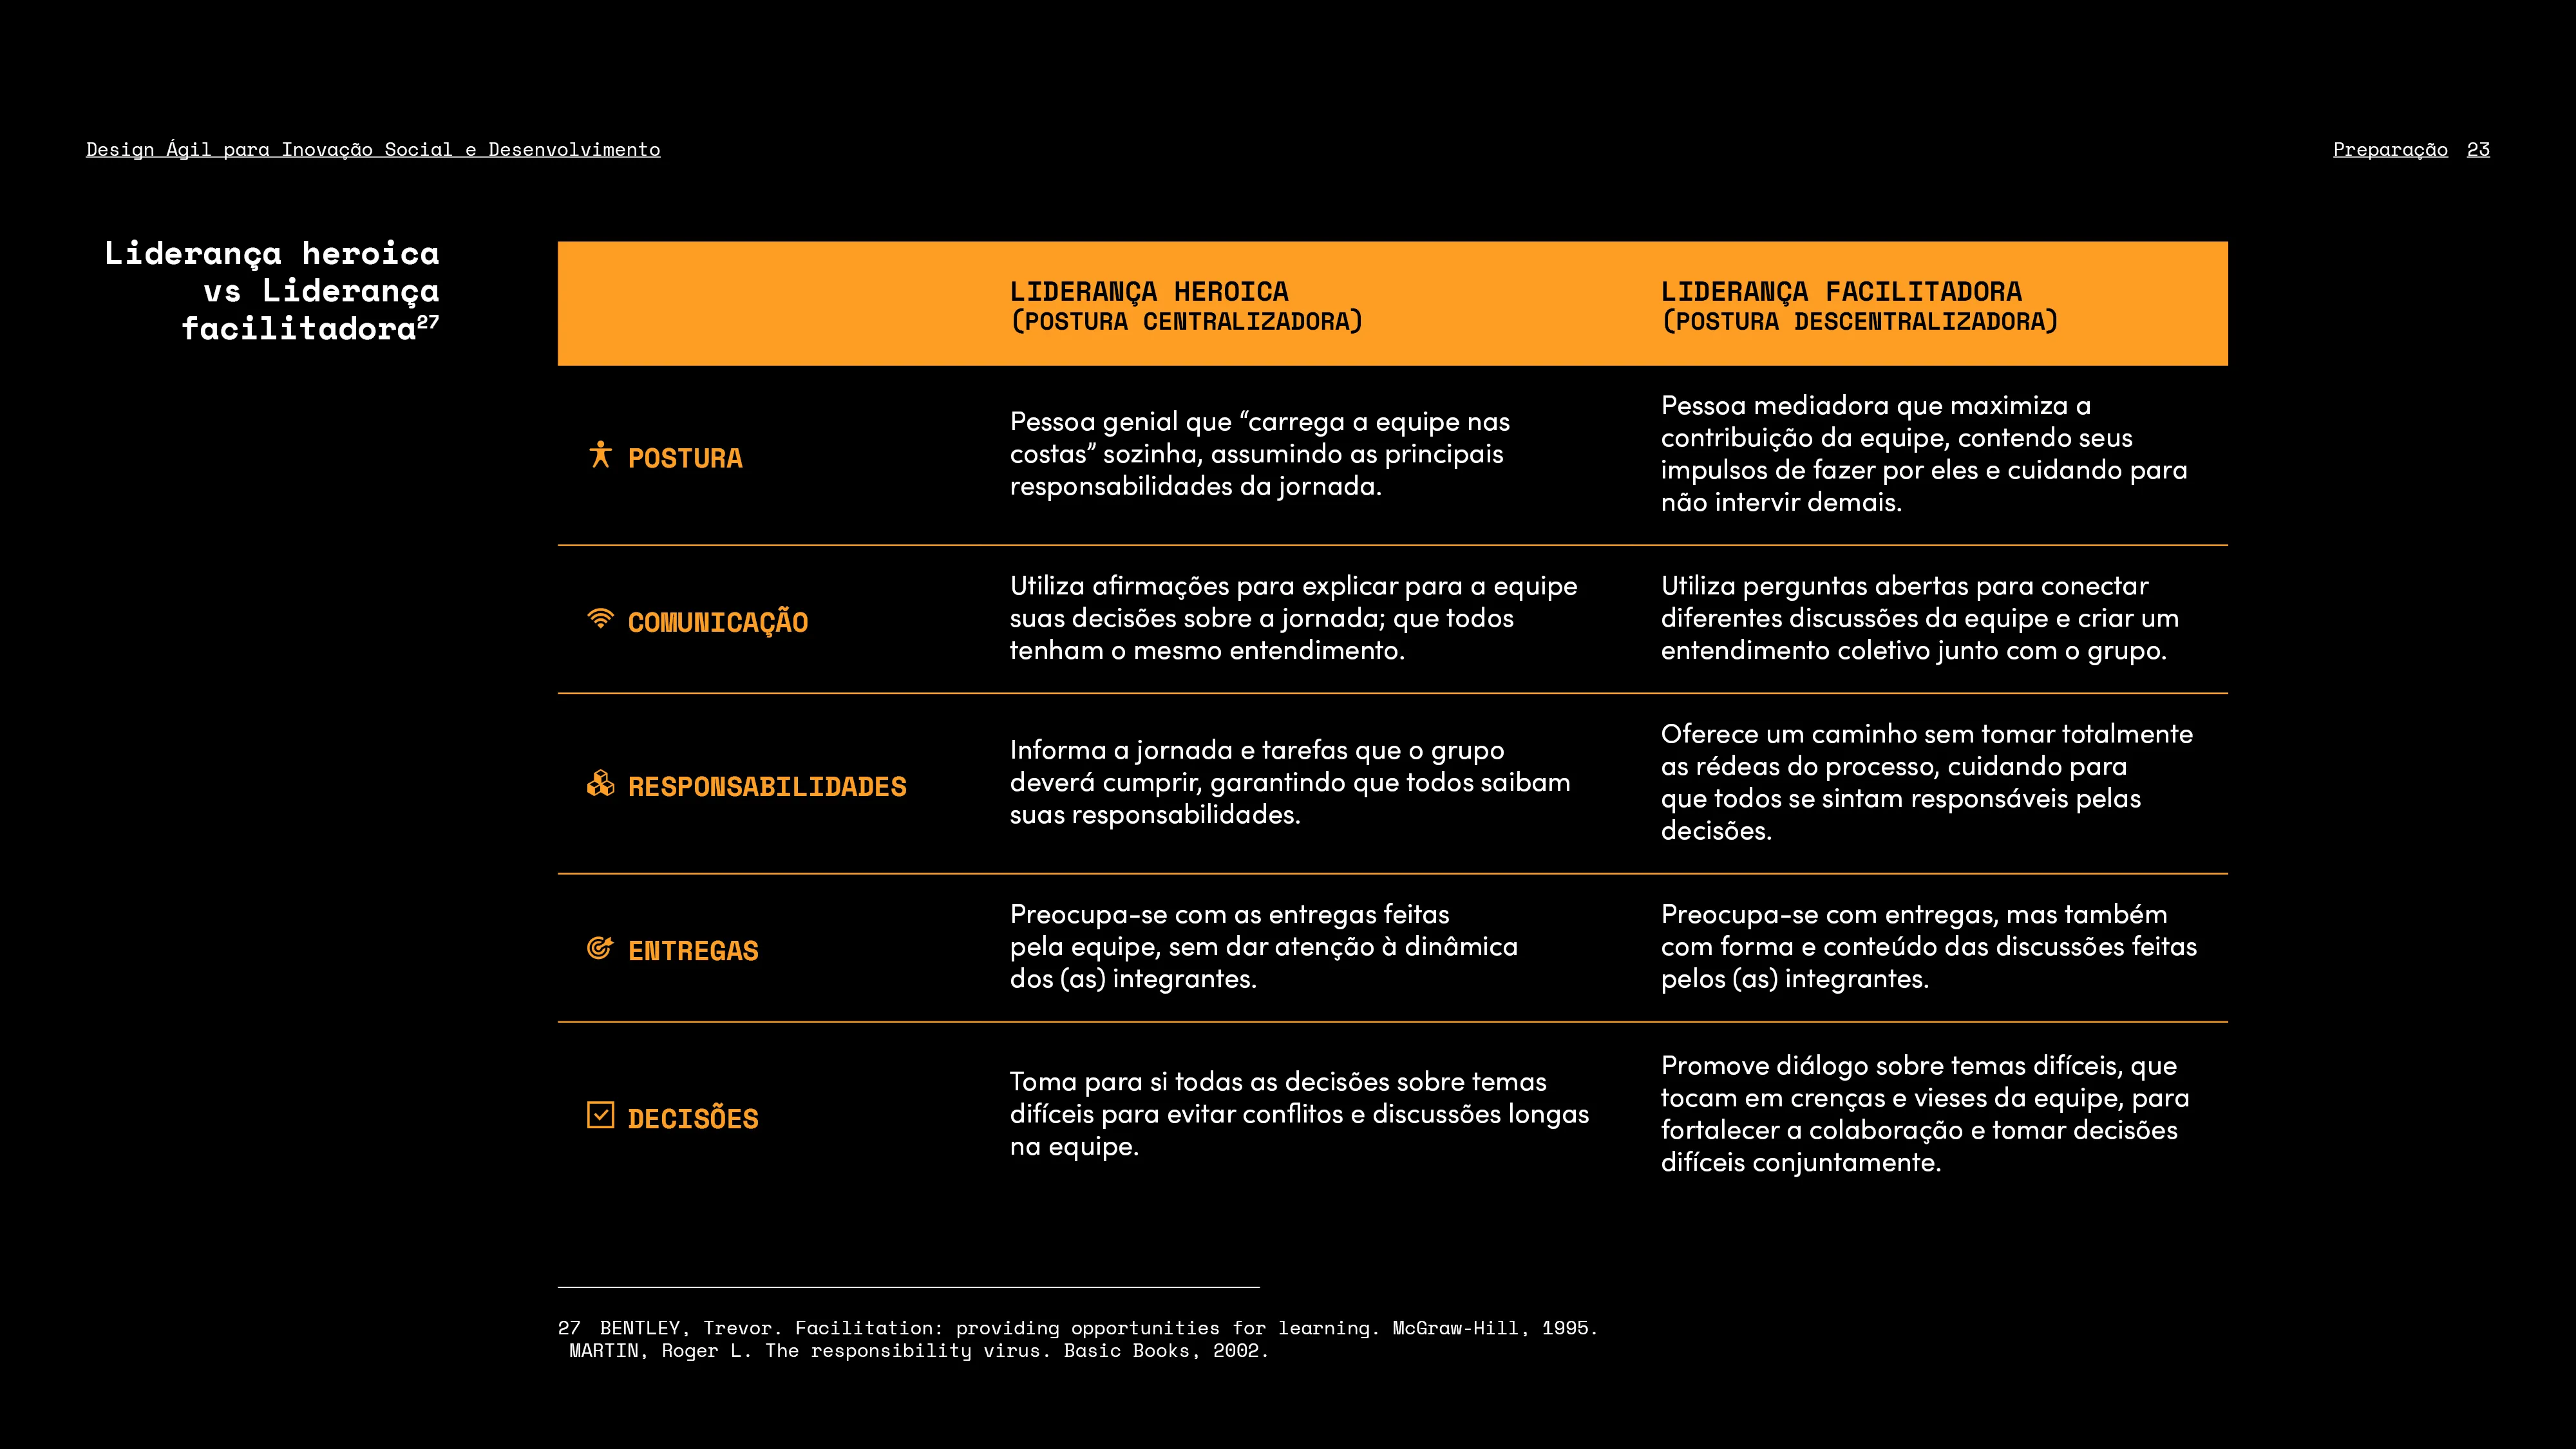 Design Ágil para Inovação Social e Desenvolvimento
Preparação 23
Liderança heroica
vs Liderança
facilitadora27
LIDERANÇA HEROICA
(POSTURA CENTRALIZADORA)
LIDERANÇA FACILITADORA
(POSTURA DESCENTRALIZADORA)
POSTURA
Pessoa genial que “carrega a equipe nas
costas” sozinha, assumindo as principais
responsabilidades da jornada.
Pessoa mediadora que maximiza a
contribuição da equipe, contendo seus
impulsos de fazer por eles e cuidando para
não intervir demais.
COMUNICAÇÃO
Utiliza afirmações para explicar para a equipe
suas decisões sobre a jornada; que todos
tenham o mesmo entendimento.
Utiliza perguntas abertas para conectar
diferentes discussões da equipe e criar um
entendimento coletivo junto com o grupo.
RESPONSABILIDADES
Informa a jornada e tarefas que o grupo
deverá cumprir, garantindo que todos saibam
suas responsabilidades.
Oferece um caminho sem tomar totalmente
as rédeas do processo, cuidando para
que todos se sintam responsáveis pelas
decisões.
ENTREGAS
Preocupa-se com as entregas feitas
pela equipe, sem dar atenção à dinâmica
dos (as) integrantes.
Preocupa-se com entregas, mas também
com forma e conteúdo das discussões feitas
pelos (as) integrantes.
DECISÕES
Toma para si todas as decisões sobre temas
difíceis para evitar conflitos e discussões longas
na equipe.
Promove diálogo sobre temas difíceis, que
tocam em crenças e vieses da equipe, para
fortalecer a colaboração e tomar decisões
difíceis conjuntamente.
27 BENTLEY, Trevor. Facilitation: providing opportunities for learning. McGraw-Hill, 1995.
MARTIN, Roger L. The responsibility virus. Basic Books, 2002.